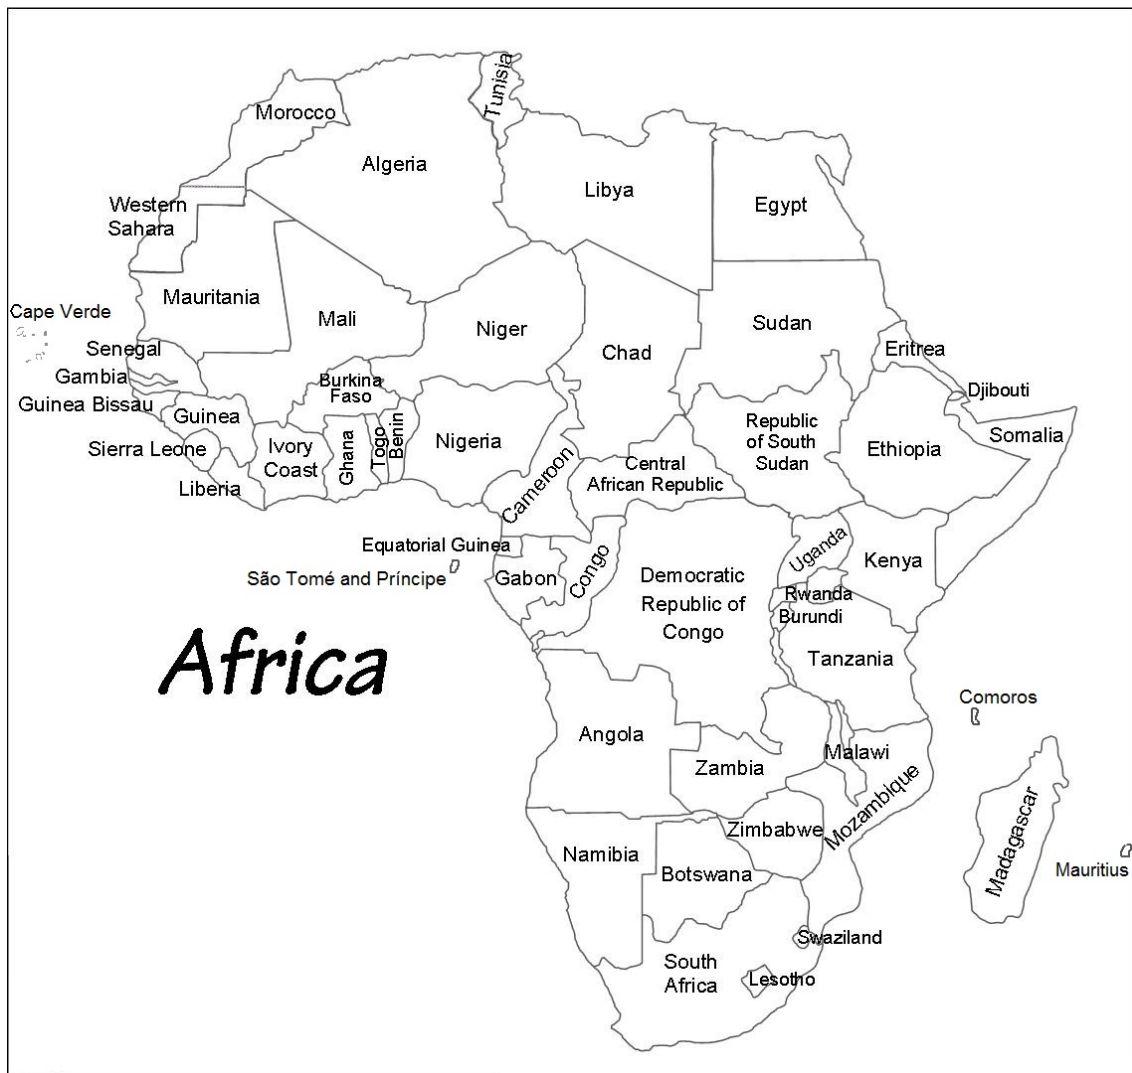 Tunisia
Morocco
Algeria
Libya
Egypt
Western
Sahara
Mauritania
Mali
Niger
Chad
Sudan
Cape Verde
Senegal
Gambia
Guinea Bissau
Guinea
Sierra Leone
Liberia
Ivory
Coast
Burkina
Faso
Ghana
Togo
Benin
Nigeria
Cameroon
Central
African Republic
Republic
of South
Sudan
Eritrea
Djibouti
Ethiopia
Somalia
Equatorial Guinea
São Tomé and Príncipe
Gabon
Congo
Democratic
Republic of
Congo
Uganda
Kenya
Rwanda
Burundi
Tanzania
Africa
Comoros
Angola
Zambia
Malawi
Mozambique
Zimbabwe
Namibia
Botswana
Madagascar
Mauritius
Swaziland
South
Africa
Lesotho